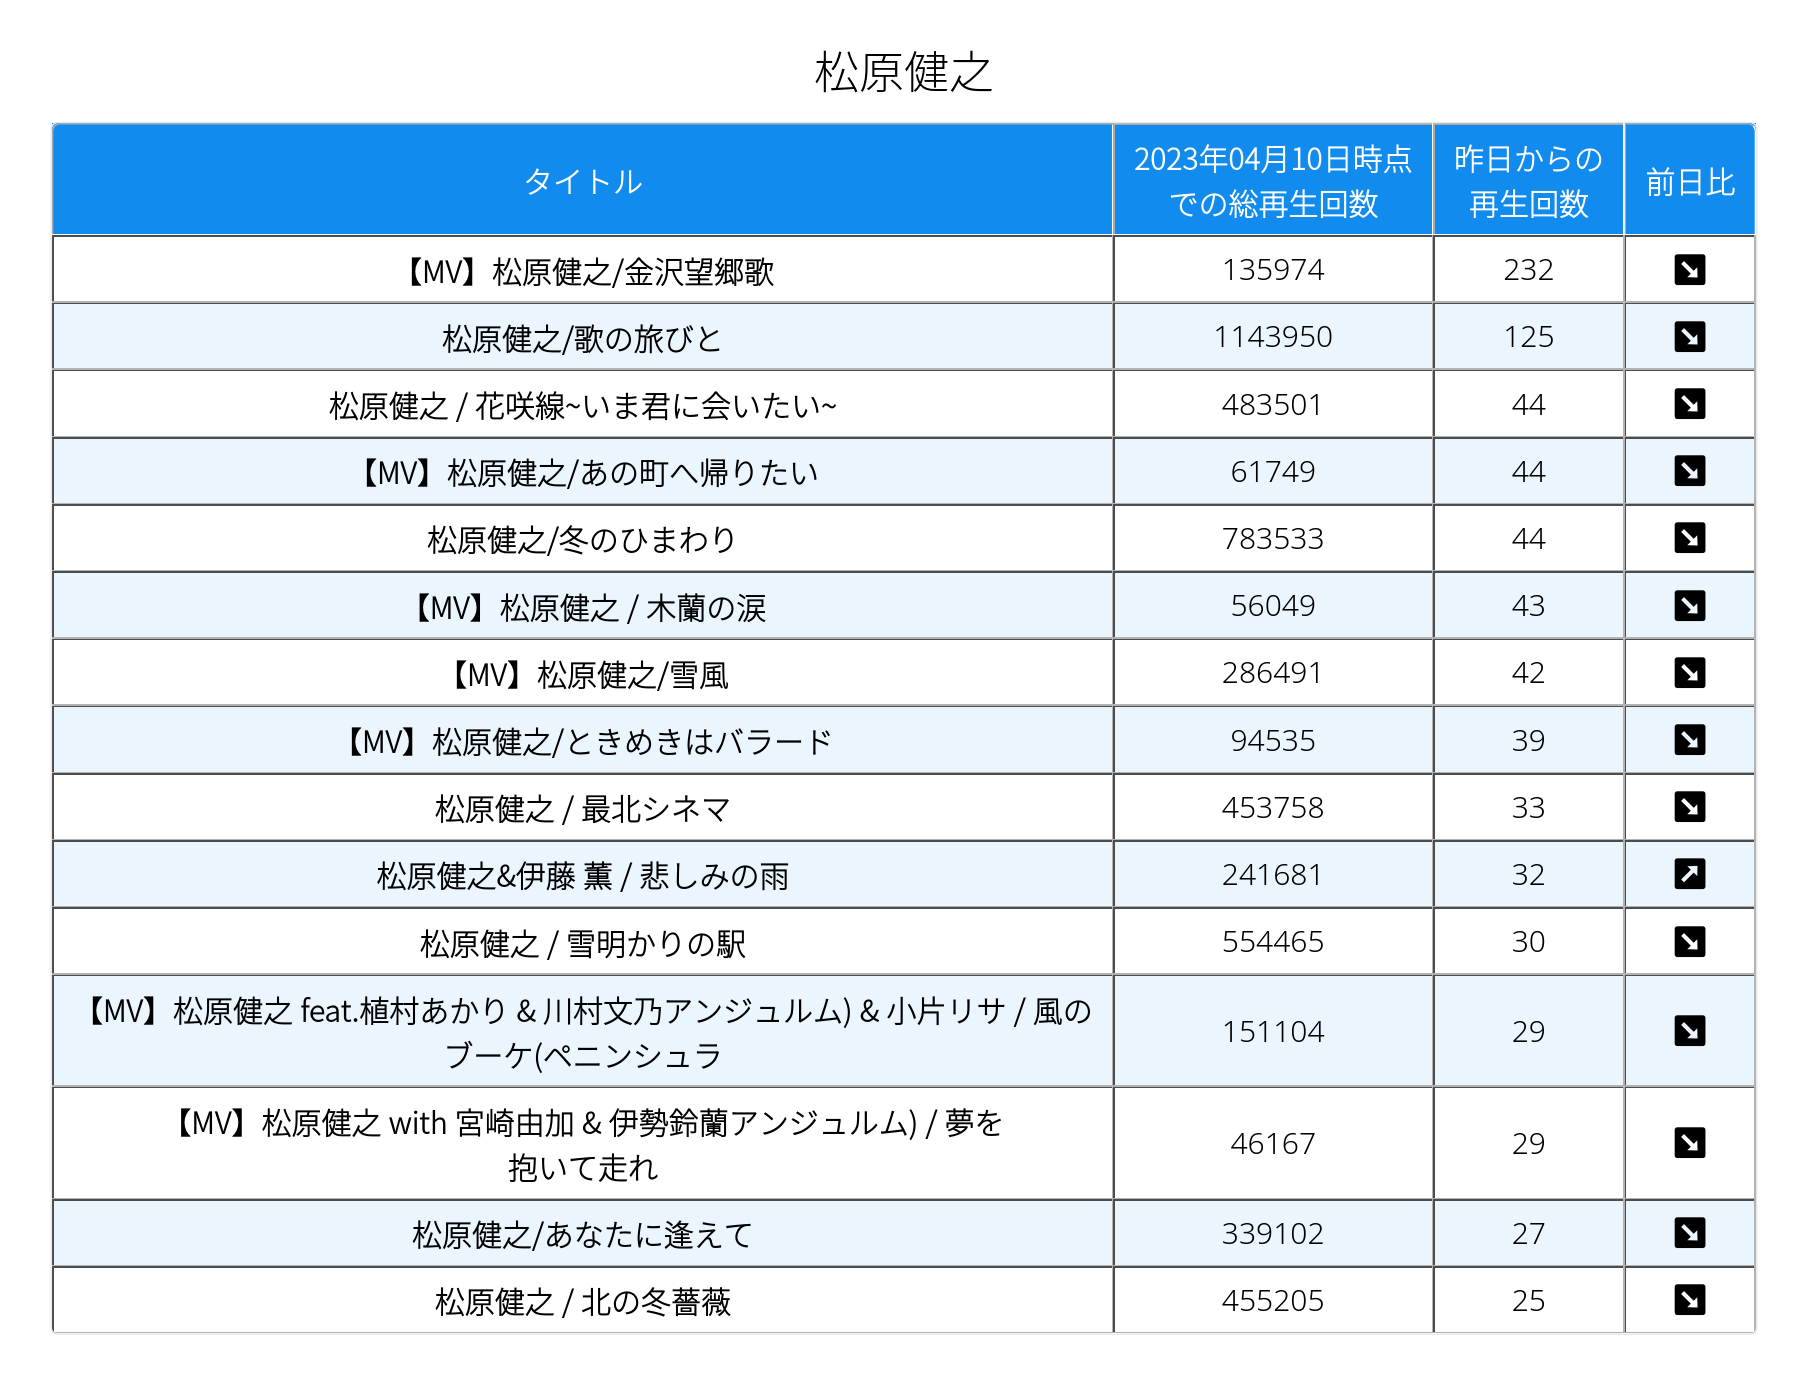 松原健之
タイトル
2023年04月10日時点
での総再生回数
昨日からの
再生回数
前日比
【MV】松原健之/金沢望郷歌 135974 232
松原健之/歌の旅びと 1143950 125
松原健之 / 花咲線~いま君に会いたい~ 483501 44
【MV】松原健之/あの町へ帰りたい 61749 44
松原健之/冬のひまわり 783533 44
【MV】松原健之 / 木蘭の涙 56049 43
【MV】松原健之/雪風 286491 42
【MV】松原健之/ときめきはバラード 94535 39
松原健之 / 最北シネマ 453758 33
松原健之&伊藤 薫 / 悲しみの雨 241681 32
松原健之 / 雪明かりの駅 554465 30
【MV】松原健之 feat.植村あかり & 川村文乃アンジュルム) & 小片リサ / 風の
ブーケ(ペニンシュラ 151104 29
【MV】松原健之 with 宮崎由加 & 伊勢鈴蘭アンジュルム) / 夢を
抱いて走れ 46167 29
松原健之/あなたに逢えて 339102 27
松原健之 / 北の冬薔薇 455205 25